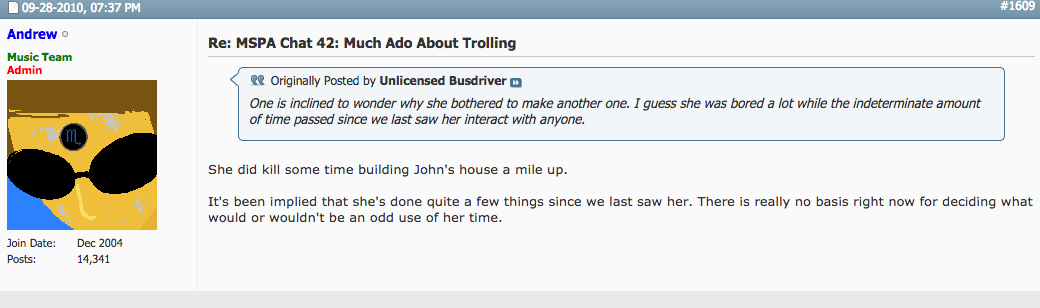 09-28-2010, 07:37 PM
#1609
Andrew
Music Team
Admin
♏
Join Date: Dec 2004
Posts: 14,341
Re: MSPA Chat 42: Much Ado About Trolling
Originally Posted by Unlicensed Busdriver
One is inclined to wonder why she bothered to make another one. I guess she was bored a lot while the indeterminate amount
of time passed since we last saw her interact with anyone.
She did kill some time building John's house a mile up.
It's been implied that she's done quite a few things since we last saw her. There is really no basis right now for deciding what
would or wouldn't be an odd use of her time.